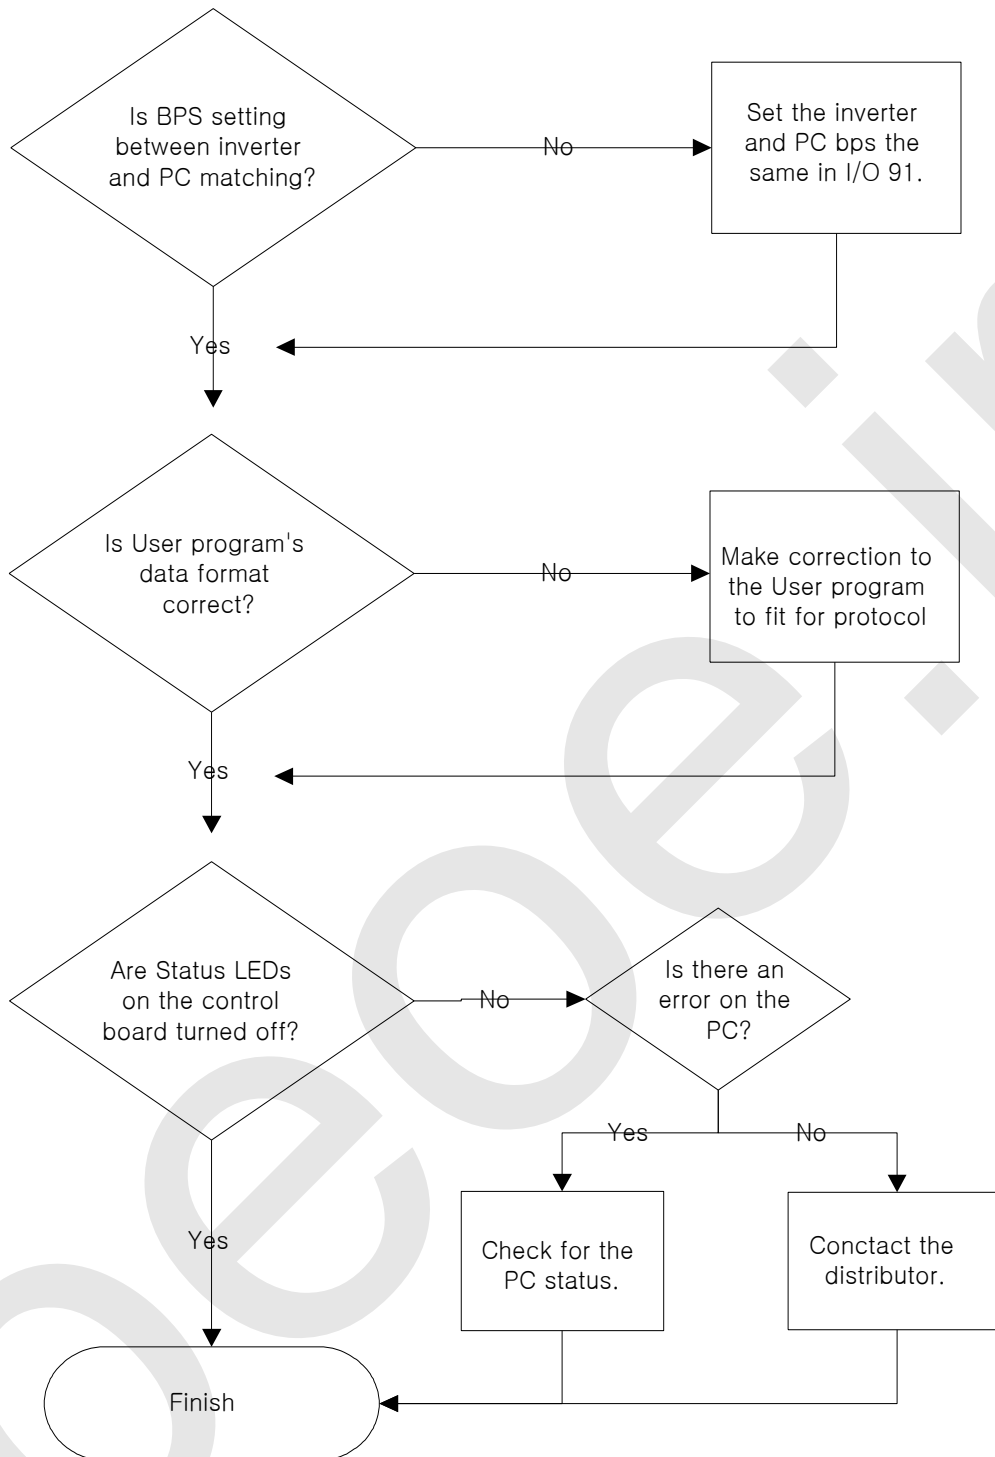 Is BPS setting
between inverter
and PC matching?
No
Set the inverter
and PC bps the
same in I/O 91.
Yes
Is User program's
data format
correct?
No
Make correction to
the User program
to fit for protocol
Yes
Are Status LEDs
on the control
board turned off?
No
Is there an
error on the
PC?
Yes
No
Yes
Check for the
PC status.
Conctact the
distributor.
Finish